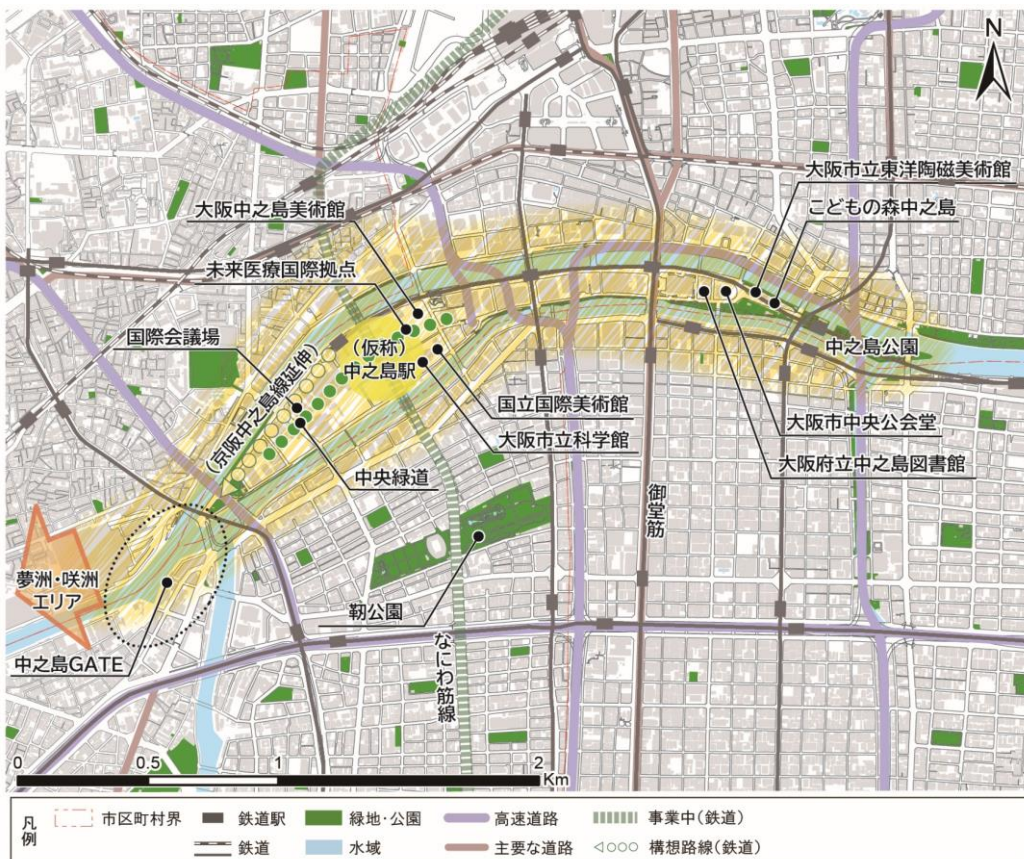 N
大阪市立東洋陶磁美術館
こどもの森中之島
大阪中之島美術館
未来医療国際拠点
国際会議場
(仮称)
中之島駅
(京阪中之島線延伸)
中之島公園
国立国際美術館
大阪市立科学館
大阪市中央公会堂
大阪府立中之島図書館
中央緑道
御堂筋
夢洲・咲洲
エリア
靱公園
中之島GATE
なにわ筋線
0 0.5 1 2
Km
凡例
市区町村界 鉄道駅 緑地・公園 高速道路 事業中(鉄道)
鉄道 水域 主要な道路 構想路線(鉄道)